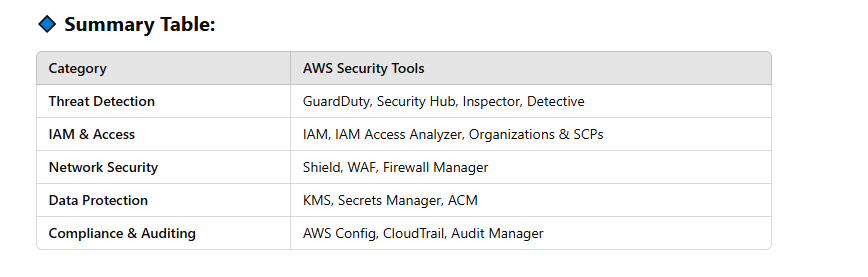 Summary Table:
Category AWS Security Tools
Threat Detection GuardDuty, Security Hub, Inspector, Detective
IAM & Access IAM, IAM Access Analyzer, Organizations & SCPs
Network Security Shield, WAF, Firewall Manager
Data Protection KMS, Secrets Manager, ACM
Compliance & Auditing AWS Config, CloudTrail, Audit Manager